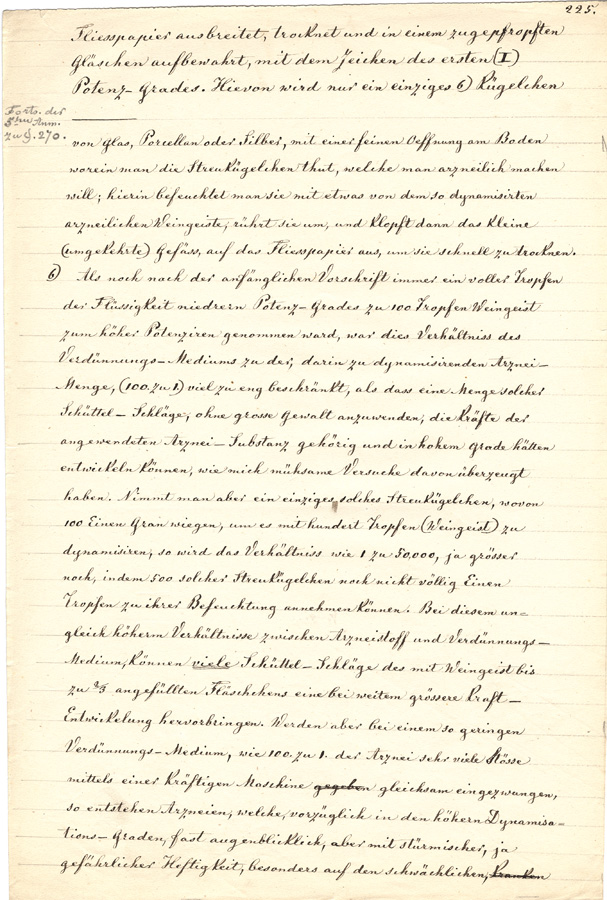 225.
Fliesspapier ausbreitet, trocknet und in einem zugepfropften
Gläschen aufbewahrt, mit dem Zeichen des ersten (I)
Potenz-Grades. Hievon wird nur ein einziges 6) Kügelchen
Forts. der
5ten Anm.
zu §. 270.
von Glas, Porcellan oder Silber, mit einer feinen Oeffnung am Boden
worein man die Streukügelchen thut, welche man arzneilich machen
will; hierin befeuchtet man sie mit etwas von dem so dynamisirten
arzneilichen Weingeiste, rührt sie um, und klopft dann das kleine
(umgekehrte) Gefäss, auf das Fliesspapier aus, um sie schnell zu trocknen.
6) Als noch nach der anfänglichen Vorschrift immer ein voller Tropfen
der Flüssigkeit niedrern Potenz-Grades zu 100 Tropfen Weingeist
zum höher Potenziren genommen ward, war dies Verhältniss des
Verdünnungs-Mediums zu der, darin zu dynamisirenden Arznei-
Menge, (100. zu 1) viel zu eng beschränkt, als dass eine Menge solcher
Schüttel-Schläge, ohne grosse Gewalt anzuwenden, die Kräfte der
angewendeten Arznei-Substanz gehörig und in hohem Grade hätten
entwickeln können, wie mich mühsame Versuche davon überzeugt
haben. Nimmt man aber ein einziges solches Streukügelchen, wovon
100 Einen Gran wiegen, um es mit hundert Tropfen (Weingeist) zu
dynamisiren, so wird das Verhältniss wie 1 zu 50,000, ja grösser
noch, indem 500 solcher Streukügelchen noch nicht völlig Einen
Tropfen zu ihrer Befeuchtung annehmen können. Bei diesem un-
gleich höherm Verhältnisse zwischen Arzneistoff und Verdünnungs-
Medium, können viele Schüttel-Schläge des mit Weingeist bis
zu 2/3 angefüllten Fläschchens eine bei weitem grössere Kraft-
Entwickelung hervorbringen. Werden aber bei einem so geringen
Verdünnungs-Medium, wie 100. zu 1. der Arznei sehr viele Stösse
mittels einer kräftigen Maschine gegeben gleichsam eingezwungen,
so entstehen Arzneien, welche, vorzüglich in den höhern Dynamisa-
tions-Graden, fast augenblicklich, aber mit stürmischer, ja
gefährlicher Heftigkeit, besonders auf den schwächlichen, Kranken